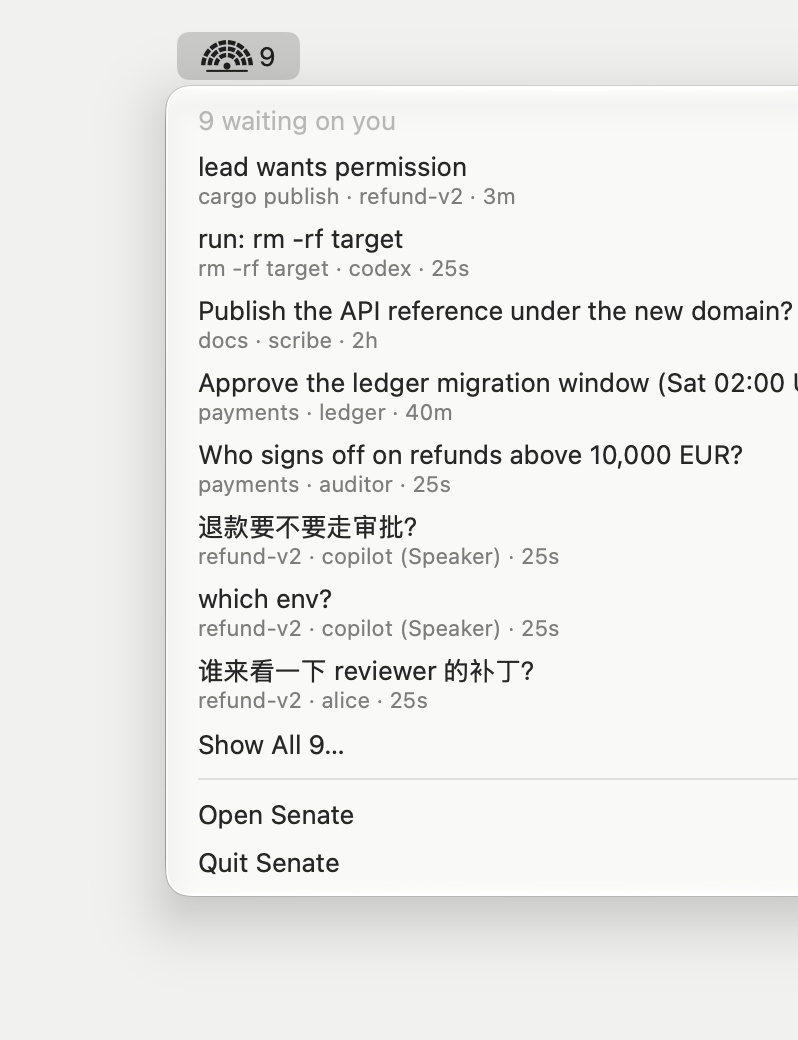 9
9 waiting on you
lead wants permission
cargo publish · refund-v2 · 3m
run: rm -rf target
rm -rf target · codex · 25s
Publish the API reference under the new domain?
docs · scribe · 2h
Approve the ledger migration window (Sat 02:00
payments · ledger · 40m
Who signs off on refunds above 10,000 EUR?
payments · auditor · 25s
退款要不要走审批?
refund-v2 · copilot (Speaker) · 25s
which env?
refund-v2 · copilot (Speaker) · 25s
谁来看一下 reviewer 的补丁?
refund-v2 · alice · 25s
Show All 9...
Open Senate
Quit Senate